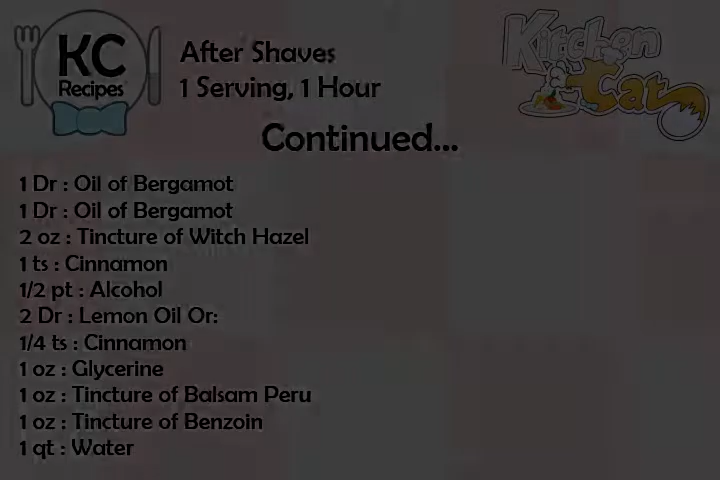 KC
Recipes
After Shaves
1 Serving, 1 Hour
Kitchen
Cat
Continued...
1 Dr : Oil of Bergamot
1 Dr : Oil of Bergamot
2 oz : Tincture of Witch Hazel
1 ts : Cinnamon
1/2 pt : Alcohol
2 Dr : Lemon Oil Or:
1/4 ts : Cinnamon
1 oz : Glycerine
1 oz : Tincture of Balsam Peru
1 oz : Tincture of Benzoin
1 qt : Water